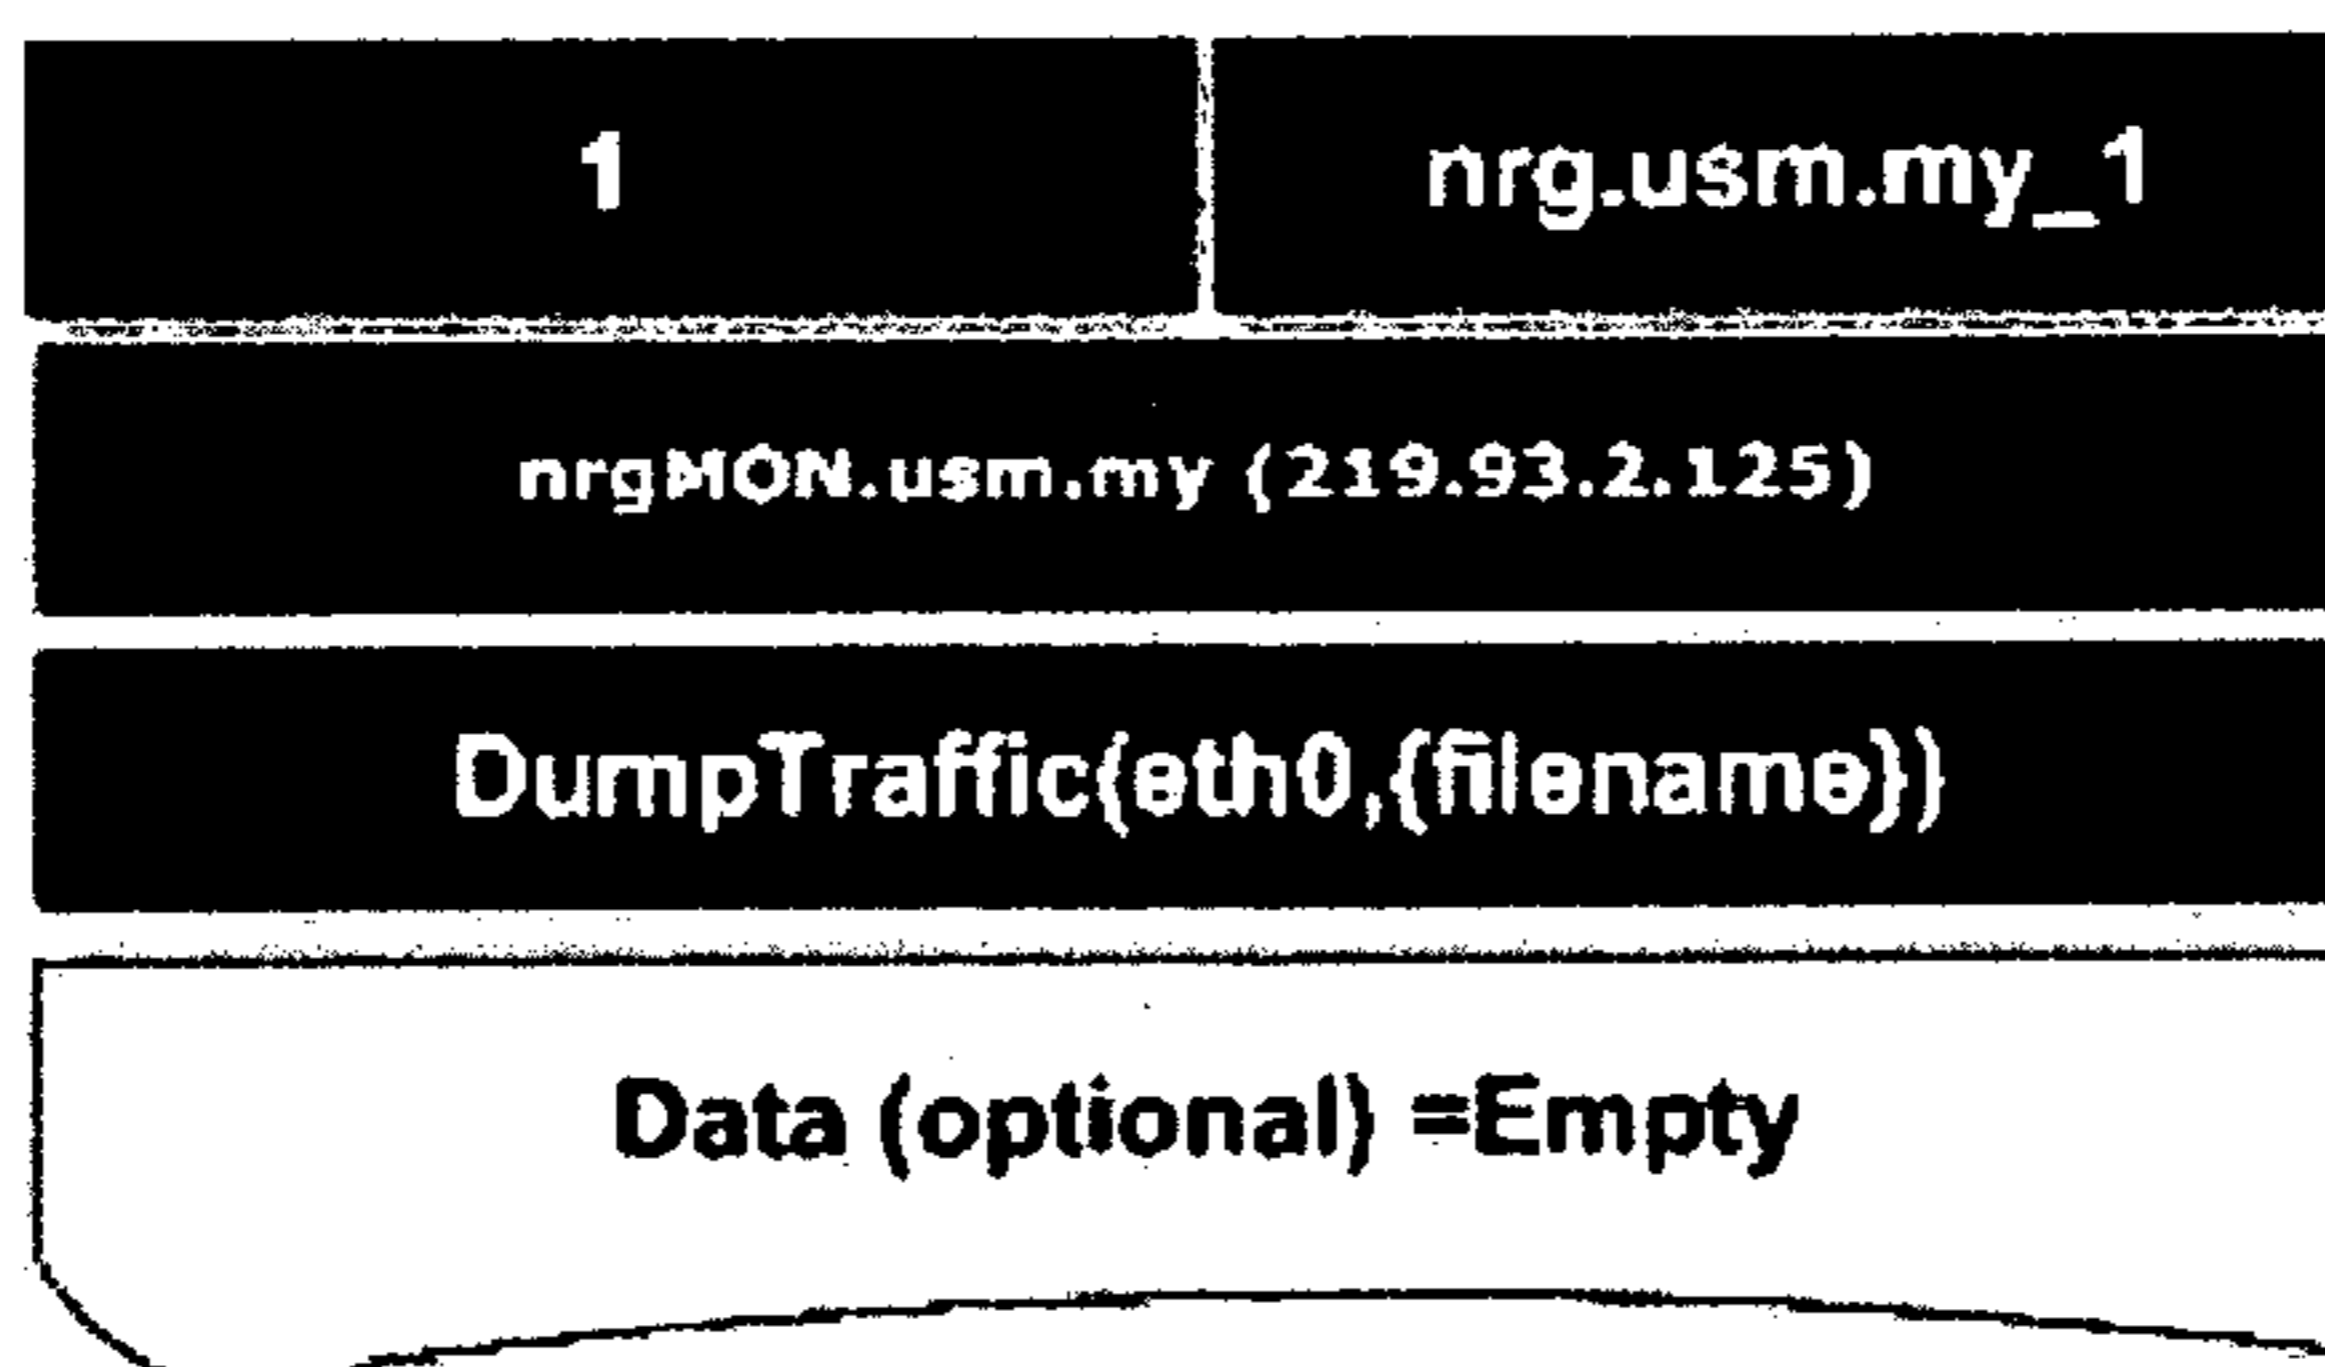 1 nrg.usm.my_1
nrgMON.usm.my (219.93.2.125)
DumpTraffic(eth0,{filename})
Data (optional) =Empty